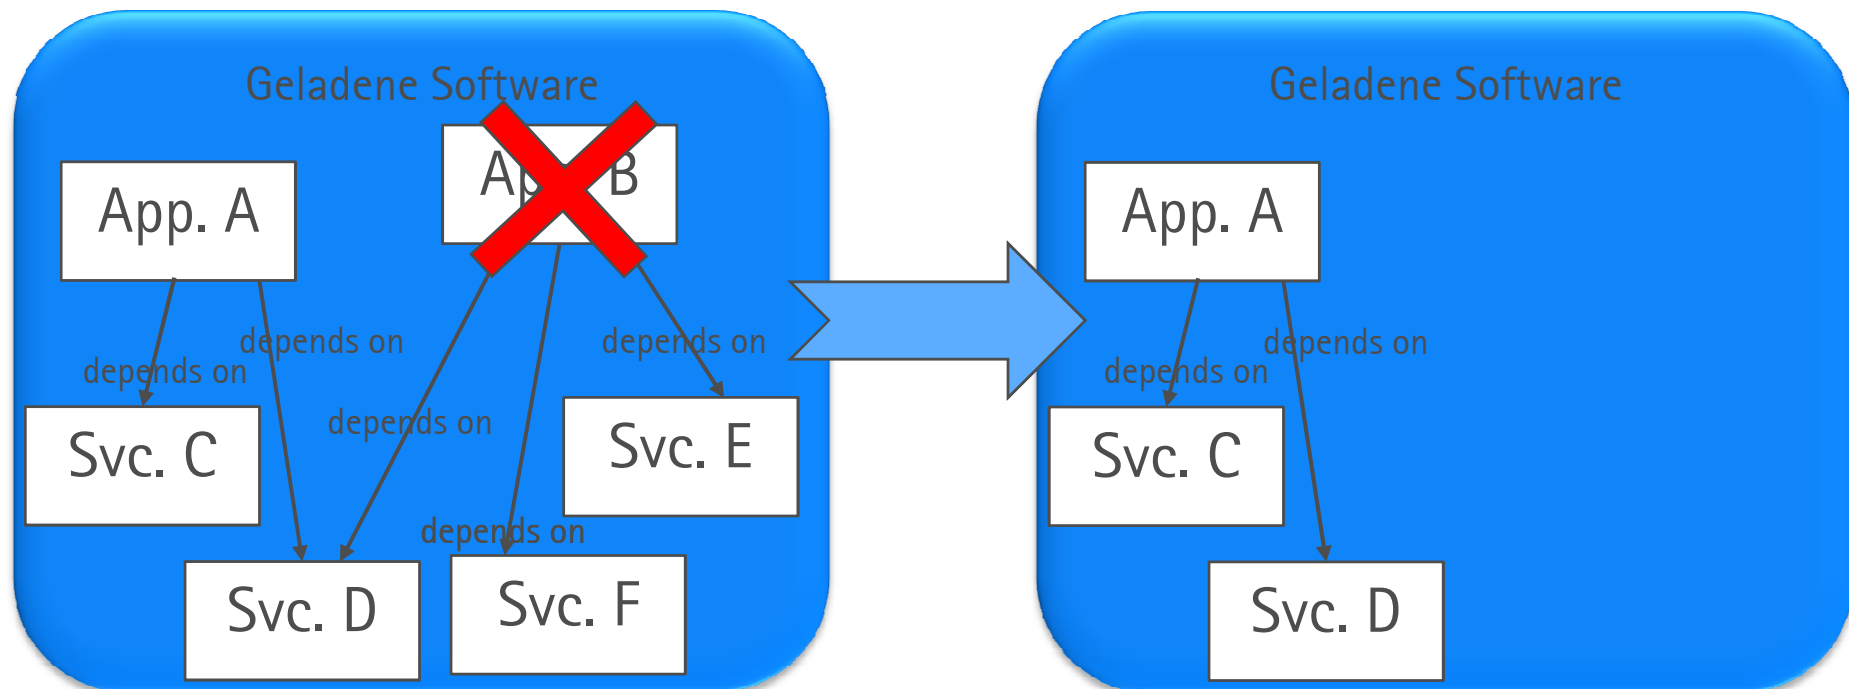 Geladene Software
App. B
App. A
depends on
depends on
depends on
depends on
Svc. C
Svc. E
depends on
Svc. D
Svc. F
Geladene Software
App. A
depends on
depends on
Svc. C
Svc. D